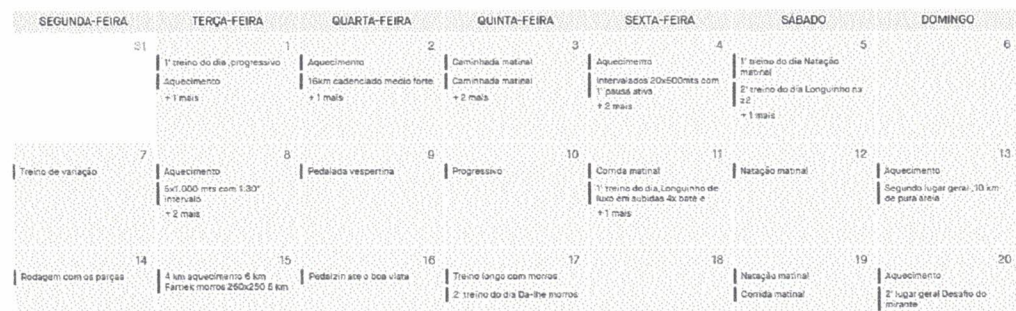 SEGUNDA-FEIRA TERÇA-FEIRA QUARTA-FEIRA QUINTA-FEIRA SEXTA-FEIRA SÁBADO DOMINGO
31 1 2 3 4 5 6
1° treino do dia ,progressivo
Aquecimento
+ 1 mais
Aquecimento
16km cadenciado medio forte
+ 1 mais
Caminhada matinal
Caminhada matinal
+ 2 mais
Aquecimento
Intervalados 20x500mts com
1' pausa ativa
+ 2 mais
1° treino do dia Natação
matinal
2° treino do dia Longuinho na
z2
+ 1 mais
7 8 9 10 11 12 13
Treino de variação
Aquecimento
5x1.000 mts com 1:30"
intervalo
+ 2 mais
Pedalada vespertina
Progressivo
Corrida matinal
1° treino do dia,Longuinho de
luxo em subidas 4x bate e
+ 1 mais
Natação matinal
Aquecimento
Segundo lugar geral ,10 km
de pura areia
14 15 16 17 18 19 20
Rodagem com os parças
4 km aquecimento 6 km
Fartlek morros 250x250 5 km
Pedalzin ate o boa vista
Treino longo com morros
2° treino do dia Da-lhe morros
Natação matinal
Corrida matinal
Aquecimento
2° lugar geral Desafio do
mirante